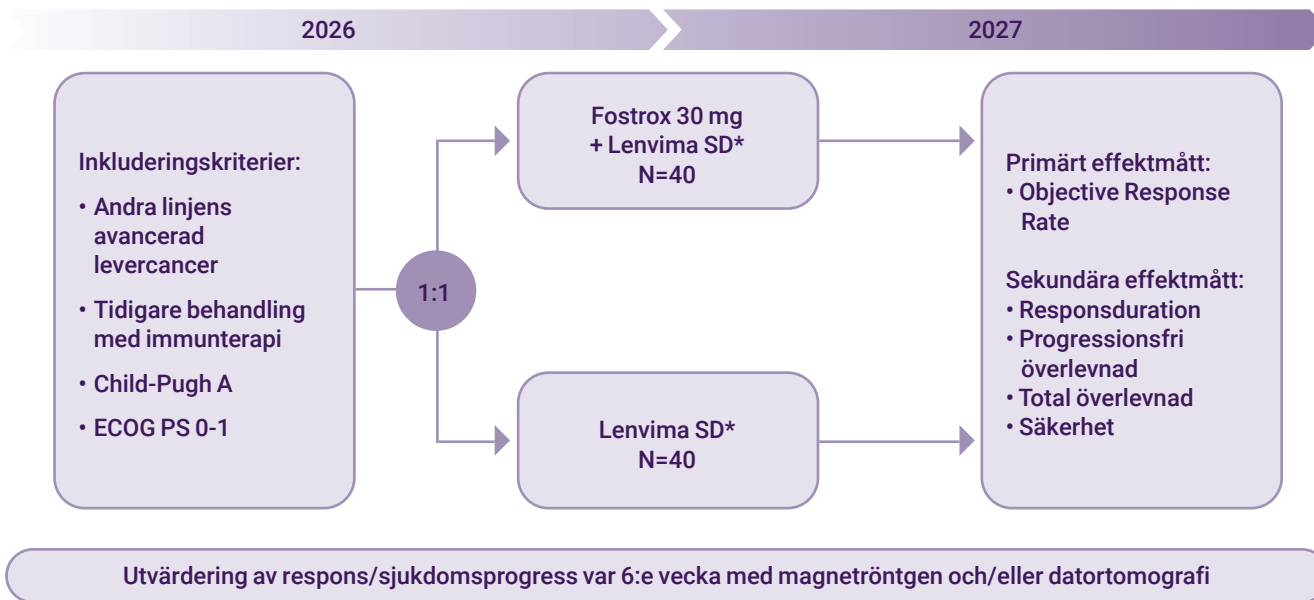 2026
2027
Inkluderingskriterier:
• Andra linjens
avancerad
levercancer
• Tidigare behandling
med immunterapi
• Child-Pugh A
• ECOG PS 0-1
1:1
Fostrox 30 mg
+ Lenvima SD*
N=40
Lenvima SD*
N=40
Primärt effektmått:
• Objective Response
Rate
Sekundära effektmått:
• Responsduration
• Progressionsfri
överlevnad
• Total överlevnad
• Säkerhet
Utvärdering av respons/sjukdomsprogress var 6:e vecka med magnetröntgen och/eller datortomografi